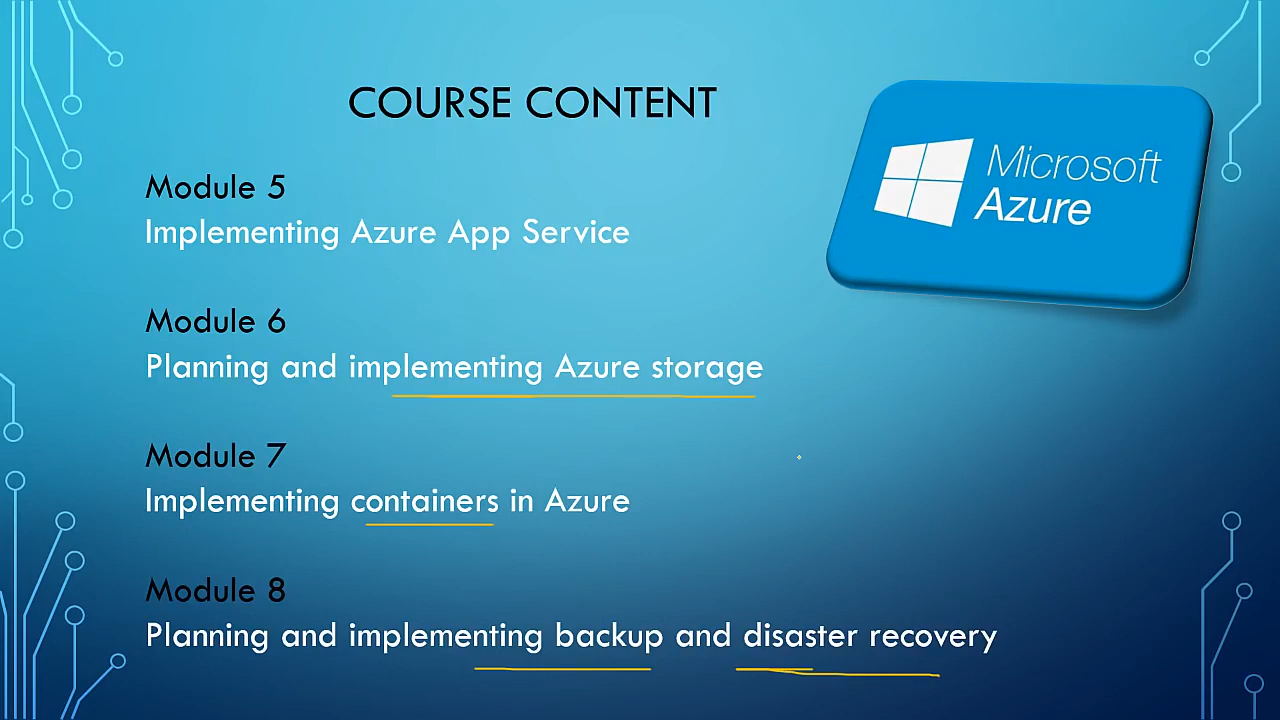 COURSE CONTENT
Microsoft
Azure
Module 5
Implementing Azure App Service
Module 6
Planning and implementing Azure storage
Module 7
Implementing containers in Azure
Module 8
Planning and implementing backup and disaster recovery